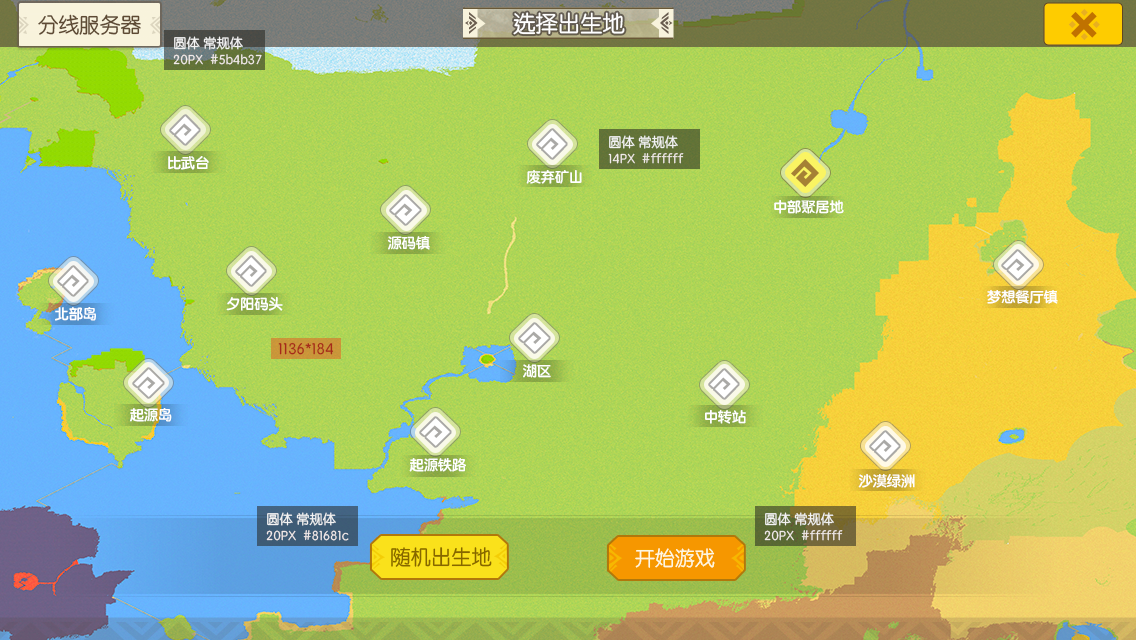 分线服务器
选择出生地
圆体 常规体
20PX #5b4b37
比武台
废弃矿山
圆体 常规体
14PX #ffffff
中部聚居地
源码镇
夕阳码头
北部岛
梦想餐厅镇
1136*184
湖区
起源岛
中转站
起源铁路
沙漠绿洲
圆体 常规体
20PX #81681c
圆体 常规体
20PX #ffffff
随机出生地
开始游戏